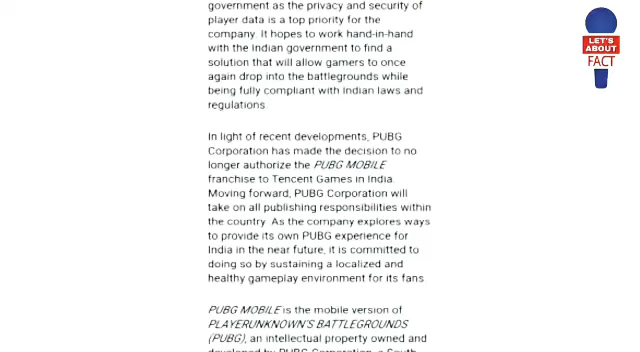 government as the privacy and security of
player data is a top priority for the
company. It hopes to work hand-in-hand
with the Indian government to find a
solution that will allow gamers to once
again drop into the battlegrounds while
being fully compliant with Indian laws and
regulations.
In light of recent developments, PUBG
Corporation has made the decision to no
longer authorize the PUBG MOBILE
franchise to Tencent Games in India.
Moving forward, PUBG Corporation will
take on all publishing responsibilities within
the country. As the company explores ways
to provide its own PUBG experience for
India in the near future, it is committed to
doing so by sustaining a localized and
healthy gameplay environment for its fans.
PUBG MOBILE is the mobile version of
PLAYERUNKNOWN'S BATTLEGROUNDS
(PUBG), an intellectual property owned and
developed by PUBG Corporation, a South
LET'S
ABOUT
FACT